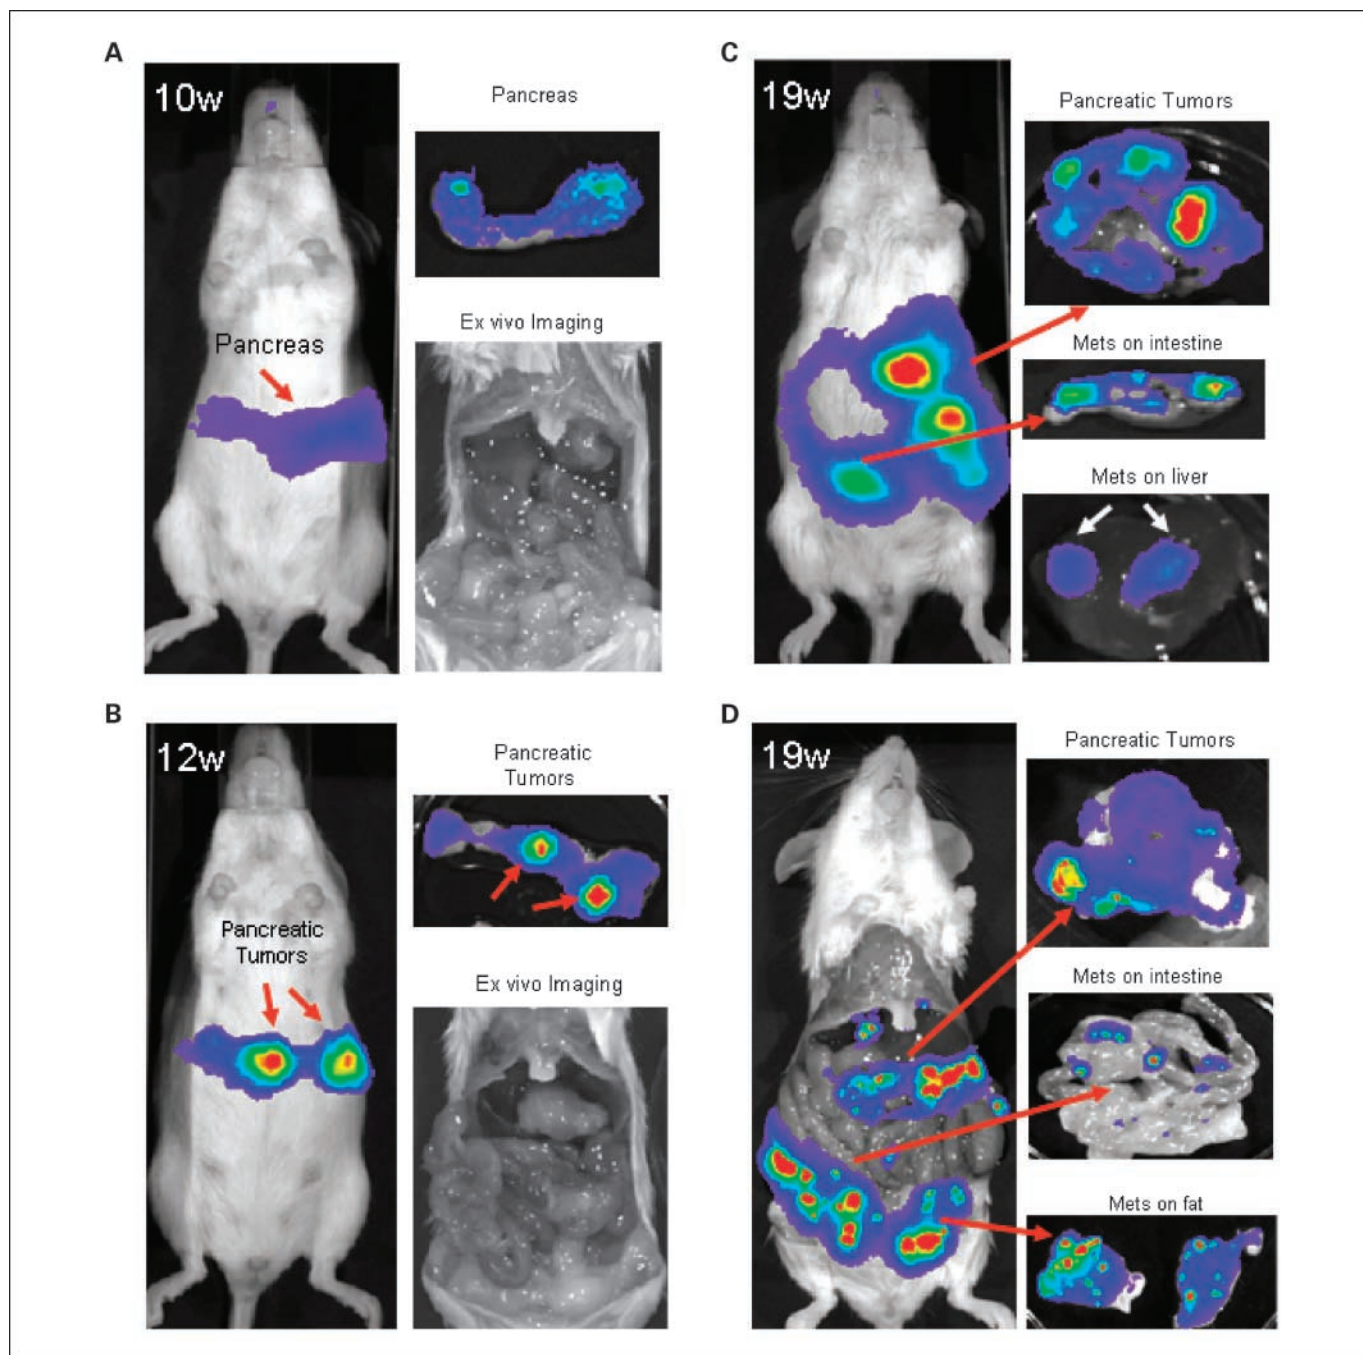 A
10w
Pancreas
Pancreas
Ex vivo Imaging
B
12w
Pancreatic
Tumors
Pancreatic
Tumors
Ex vivo Imaging
C
19w
Pancreatic Tumors
Mets on intestine
Mets on liver
D
19w
Pancreatic Tumors
Mets on intestine
Mets on fat